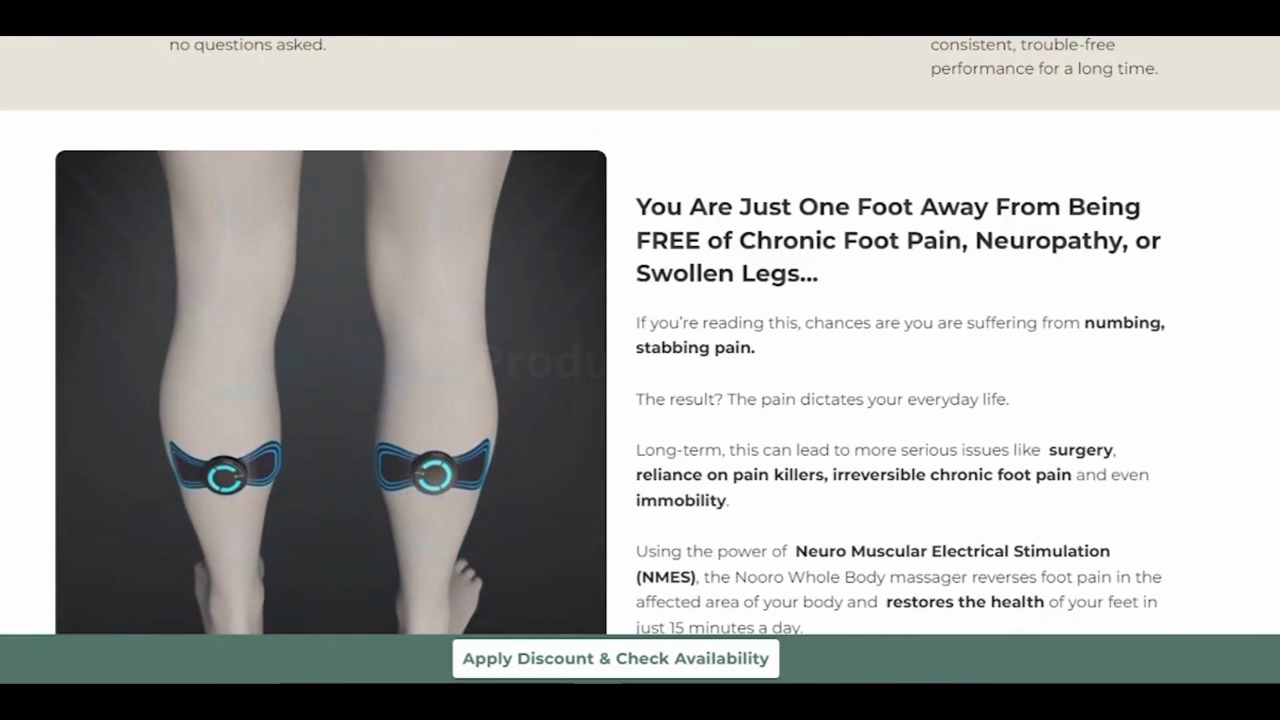 no questions asked.
consistent, trouble-free
performance for a long time.
You Are Just One Foot Away From Being
FREE of Chronic Foot Pain, Neuropathy, or
Swollen Legs...
If you’re reading this, chances are you are suffering from numbing,
stabbing pain.
The result? The pain dictates your everyday life.
Long-term, this can lead to more serious issues like surgery,
reliance on pain killers, irreversible chronic foot pain and even
immobility.
Using the power of Neuro Muscular Electrical Stimulation
(NMES), the Nooro Whole Body massager reverses foot pain in the
affected area of your body and restores the health of your feet in
just 15 minutes a day.
Apply Discount & Check Availability